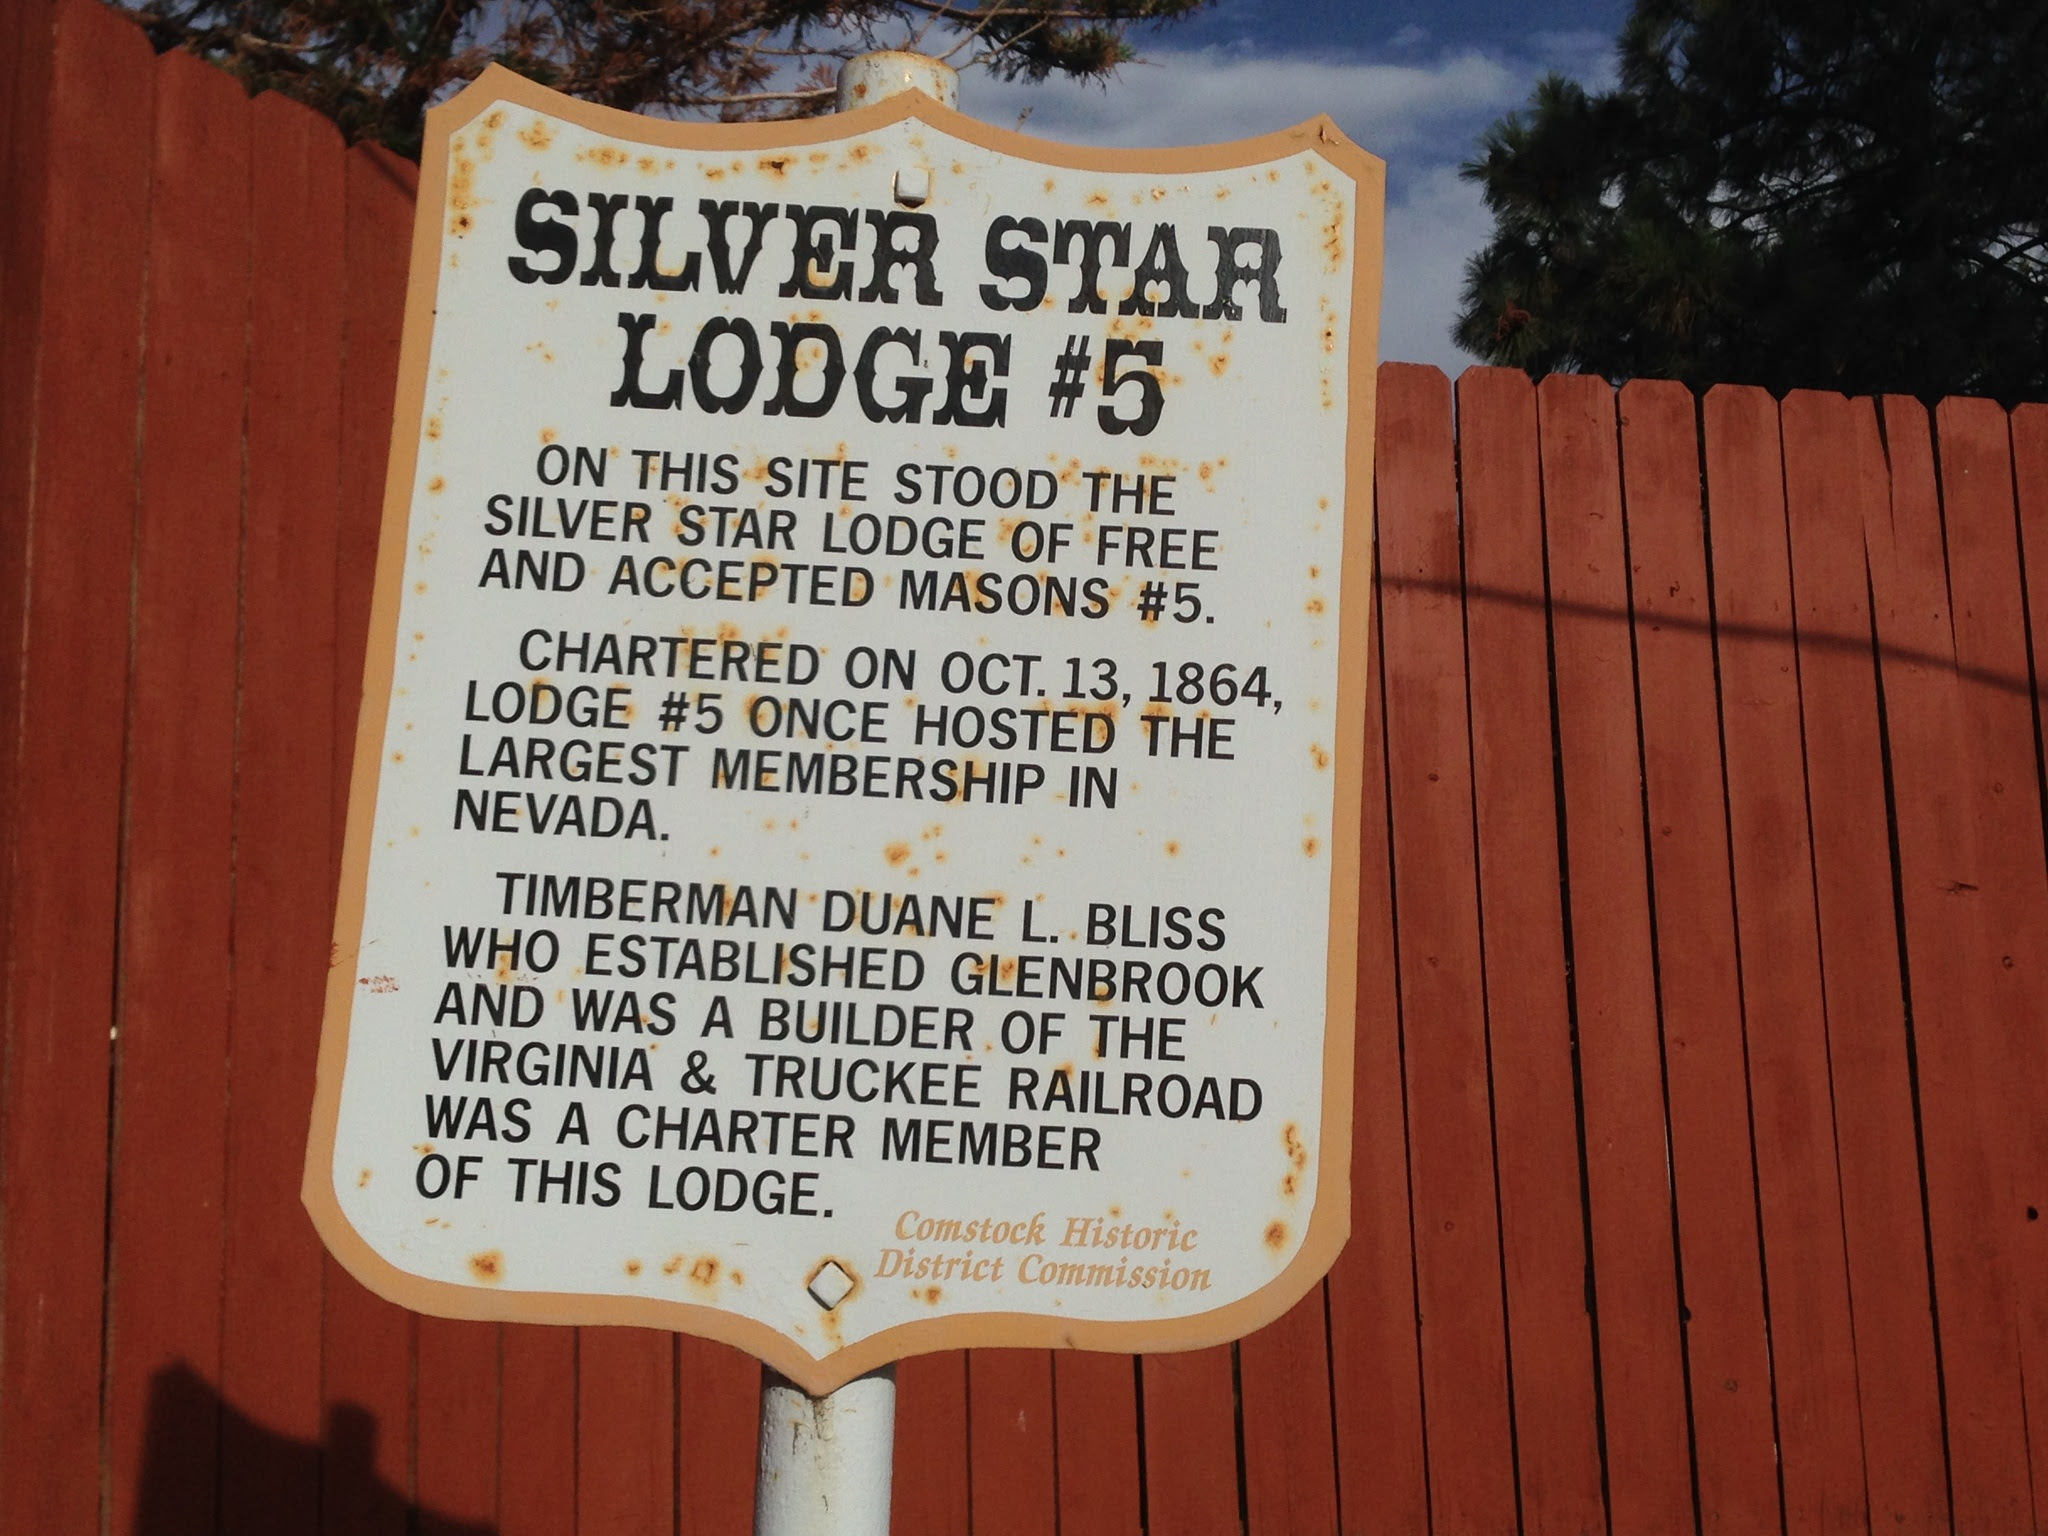 SILVER STAR
LODGE #5
ON THIS SITE STOOD THE
SILVER STAR LODGE OF FREE
AND ACCEPTED MASONS #5.
CHARTERED ON OCT. 13, 1864,
LODGE #5 ONCE HOSTED THE
LARGEST MEMBERSHIP IN
NEVADA.
TIMBERMAN DUANE L. BLISS
WHO ESTABLISHED GLENBROOK
AND WAS A BUILDER OF THE
VIRGINIA & TRUCKEE RAILROAD
WAS A CHARTER MEMBER
OF THIS LODGE.
Comstock Historic
District Commission